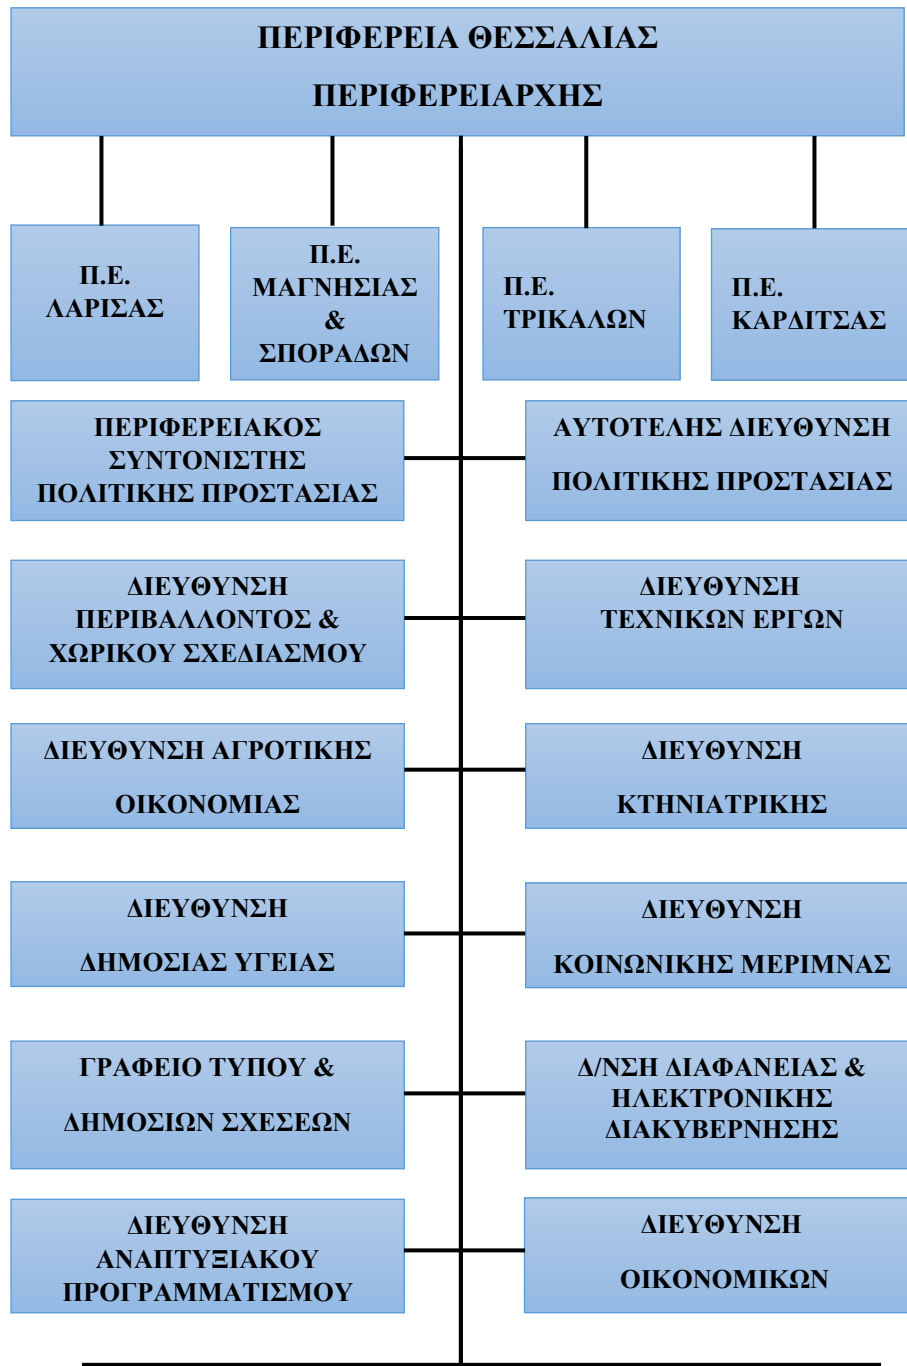 ΠΕΡΙΦΕΡΕΙΑ ΘΕΣΣΑΛΙΑΣ
ΠΕΡΙΦΕΡΕΙΑΡΧΗΣ
Π.Ε.
ΛΑΡΙΣΑΣ
Π.Ε.
ΜΑΓΝΗΣΙΑΣ
&
ΣΠΟΡΑΔΩΝ
Π.Ε.
ΤΡΙΚΑΛΩΝ
Π.Ε.
ΚΑΡΔΙΤΣΑΣ
ΠΕΡΙΦΕΡΕΙΑΚΟΣ
ΣΥΝΤΟΝΙΣΤΗΣ
ΠΟΛΙΤΙΚΗΣ ΠΡΟΣΤΑΣΙΑΣ
ΑΥΤΟΤΕΛΗΣ ΔΙΕΥΘΥΝΣΗ
ΠΟΛΙΤΙΚΗΣ ΠΡΟΣΤΑΣΙΑΣ
ΔΙΕΥΘΥΝΣΗ
ΠΕΡΙΒΑΛΛΟΝΤΟΣ &
ΧΩΡΙΚΟΥ ΣΧΕΔΙΑΣΜΟΥ
ΔΙΕΥΘΥΝΣΗ
ΤΕΧΝΙΚΩΝ ΕΡΓΩΝ
ΔΙΕΥΘΥΝΣΗ ΑΓΡΟΤΙΚΗΣ
ΟΙΚΟΝΟΜΙΑΣ
ΔΙΕΥΘΥΝΣΗ
ΚΤΗΝΙΑΤΡΙΚΗΣ
ΔΙΕΥΘΥΝΣΗ
ΔΗΜΟΣΙΑΣ ΥΓΕΙΑΣ
ΔΙΕΥΘΥΝΣΗ
ΚΟΙΝΩΝΙΚΗΣ ΜΕΡΙΜΝΑΣ
ΓΡΑΦΕΙΟ ΤΥΠΟΥ &
ΔΗΜΟΣΙΩΝ ΣΧΕΣΕΩΝ
Δ/ΝΣΗ ΔΙΑΦΑΝΕΙΑΣ &
ΗΛΕΚΤΡΟΝΙΚΗΣ
ΔΙΑΚΥΒΕΡΝΗΣΗΣ
ΔΙΕΥΘΥΝΣΗ
ΑΝΑΠΤΥΞΙΑΚΟΥ
ΠΡΟΓΡΑΜΜΑΤΙΣΜΟΥ
ΔΙΕΥΘΥΝΣΗ
ΟΙΚΟΝΟΜΙΚΩΝ